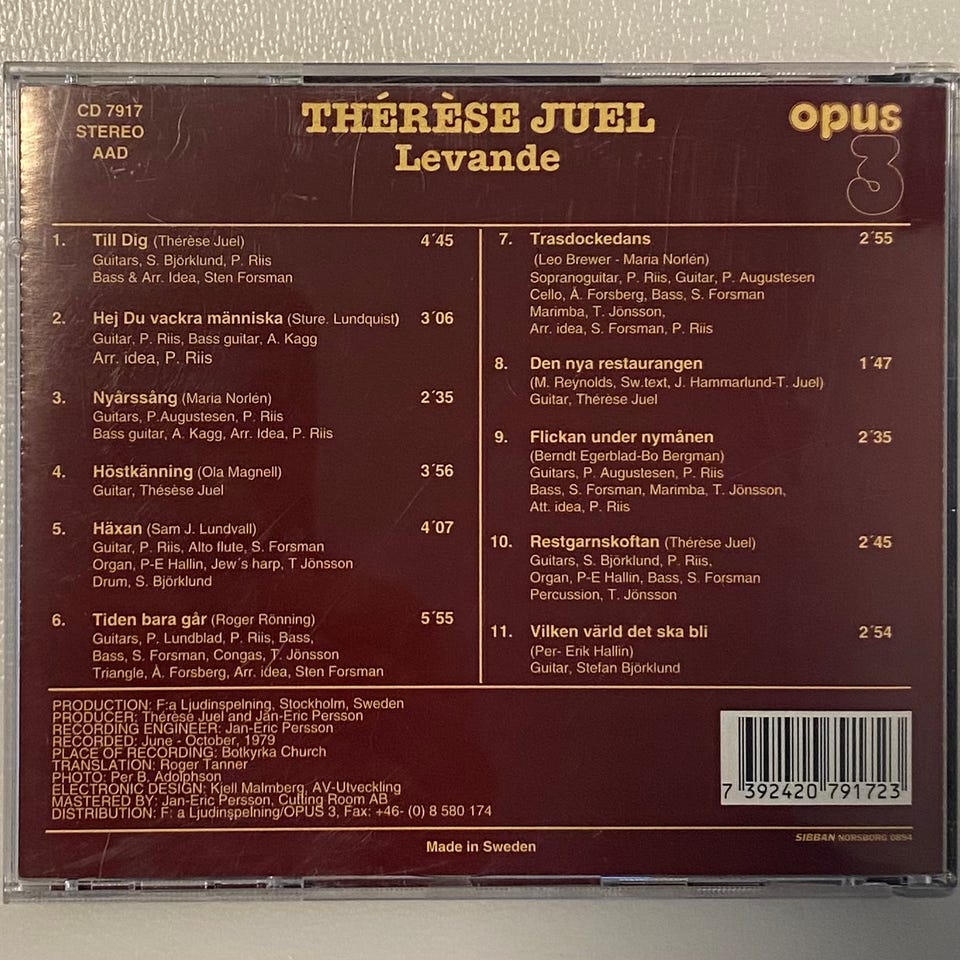 CD 7917
STEREO
AAD
THÉRÈSE JUEL
Levande
opus
3
1. Till Dig (Thérèse Juel) 4´45
Guitars, S. Björklund, P. Riis
Bass & Arr. Idea, Sten Forsman
2. Hej Du vackra människa (Sture. Lundquist) 3´06
Guitar, P. Riis, Bass guitar, A. Kagg
Arr. idea, P. Riis
3. Nyårssång (Maria Norlén) 2´35
Guitars, P.Augustesen, P. Riis
Bass guitar, A. Kagg, Arr. Idea, P. Riis
4. Höstkänning (Ola Magnell) 3´56
Guitar, Thésèse Juel
5. Häxan (Sam J. Lundvall) 4´07
Guitar, P. Riis, Alto flute, S. Forsman
Organ, P-E Hallin, Jew´s harp, T Jönsson
Drum, S. Björklund
6. Tiden bara går (Roger Rönning) 5´55
Guitars, P. Lundblad, P. Riis, Bass,
Bass, S. Forsman, Congas, T. Jönsson
Triangle, Å. Forsberg, Arr. idea, Sten Forsman
7. Trasdockedans 2´55
(Leo Brewer - Maria Norlén)
Sopranoguitar, P. Riis, Guitar, P. Augustesen
Cello, Å. Forsberg, Bass, S. Forsman
Marimba, T. Jönsson,
Arr. idea, S. Forsman, P. Riis
8. Den nya restaurangen 1´47
(M. Reynolds, Sw.text, J. Hammarlund-T. Juel)
Guitar, Thérèse Juel
9. Flickan under nymånen 2´35
(Berndt Egerblad-Bo Bergman)
Guitars, P. Augustesen, P. Riis
Bass, S. Forsman, Marimba, T. Jönsson,
Att. idea, P. Riis
10. Restgarnskoftan (Thérèse Juel) 2´45
Guitars, S. Björklund, P. Riis,
Organ, P-E Hallin, Bass, S. Forsman
Percussion, T. Jönsson
11. Vilken värld det ska bli 2´54
(Per- Erik Hallin)
Guitar, Stefan Björklund
PRODUCTION: F:a Ljudinspelning, Stockholm, Sweden
PRODUCER: Thérèse Juel and Jan-Eric Persson
RECORDING ENGINEER: Jan-Eric Persson
RECORDED: June - October, 1979
PLACE OF RECORDING: Botkyrka Church
TRANSLATION: Roger Tanner
PHOTO: Per B. Adolphson
ELECTRONIC DESIGN: Kjell Malmberg, AV-Utveckling
MASTERED BY: Jan-Eric Persson, Cutting Room AB
DISTRIBUTION: F: a Ljudinspelning/OPUS 3, Fax: +46- (0) 8 580 174
7 392420 791723
SIBBAN NORSBORG 0894
Made in Sweden